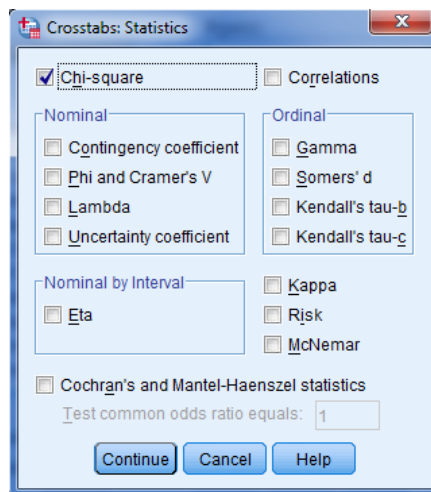 Crosstabs: Statistics
Chi-square
Correlations
Nominal
Contingency coefficient
Phi and Cramer's V
Lambda
Uncertainty coefficient
Ordinal
Gamma
Somers' d
Kendall's tau-b
Kendall's tau-c
Nominal by Interval
Eta
Kappa
Risk
McNemar
Cochran's and Mantel-Haenszel statistics
Test common odds ratio equals: 1
Continue Cancel Help